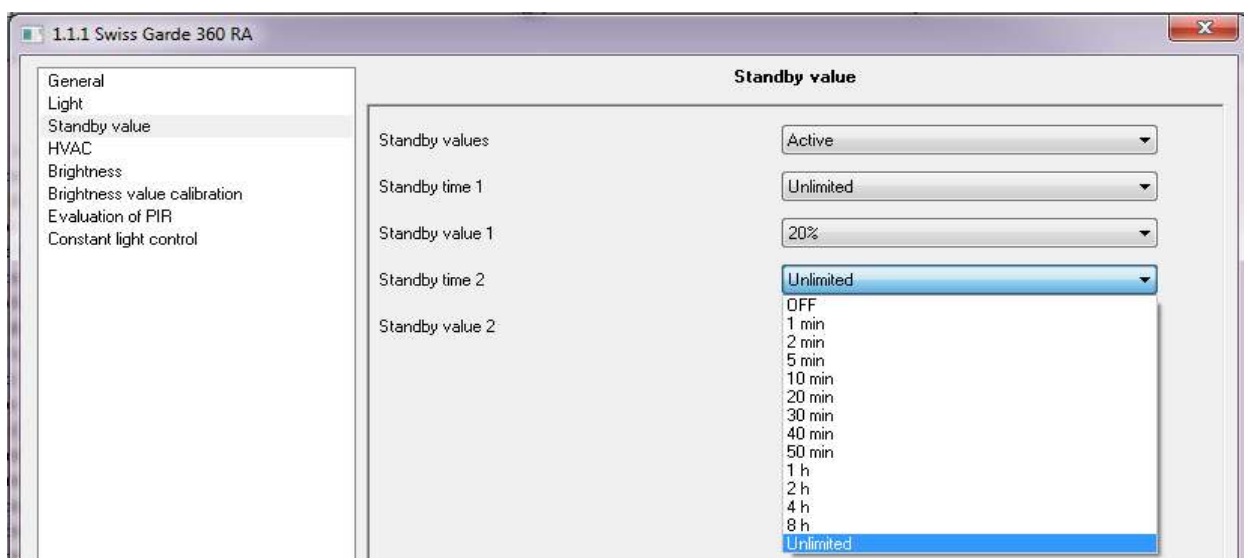 1.1.1 Swiss Garde 360 RA
General
Light
Standby value
HVAC
Brightness
Brightness value calibration
Evaluation of PIR
Constant light control
Standby value
Standby values Active
Standby time 1 Unlimited
Standby value 1 20%
Standby time 2 Unlimited
Standby value 2
OFF
1 min
2 min
5 min
10 min
20 min
30 min
40 min
50 min
1 h
2 h
4 h
8 h
Unlimited